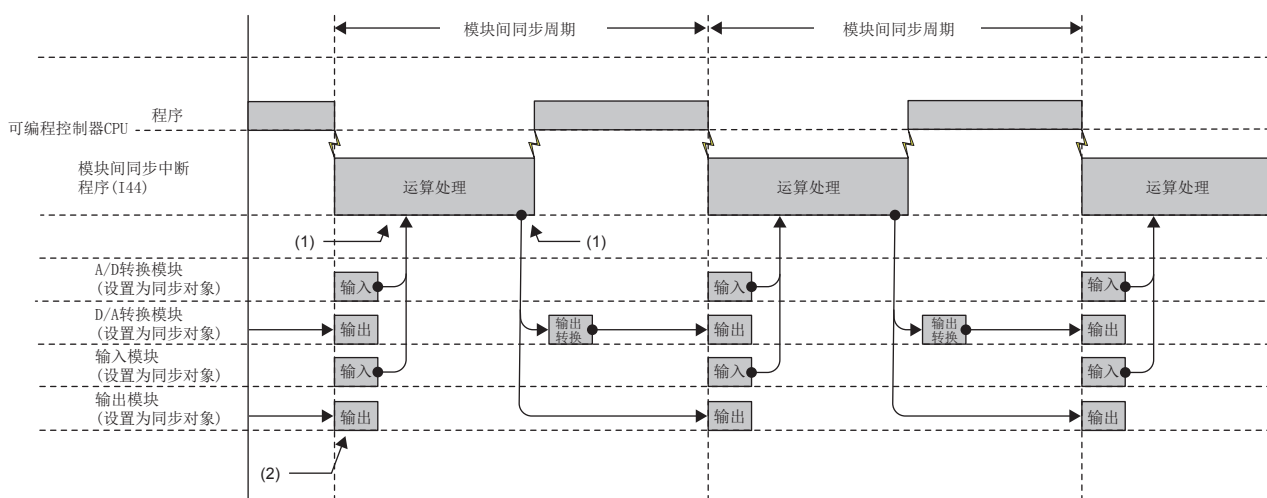 模块间同步周期
模块间同步周期
程序
可编程控制器CPU
模块间同步中断
程序(I44)
运算处理
运算处理
运算处理
(1)
(1)
A/D转换模块
(设置为同步对象)
输入
输入
输入
D/A转换模块
(设置为同步对象)
输出
输出
转换
输出
输出
转换
输出
输入模块
(设置为同步对象)
输入
输入
输入
输出模块
(设置为同步对象)
输出
输出
输出
(2)